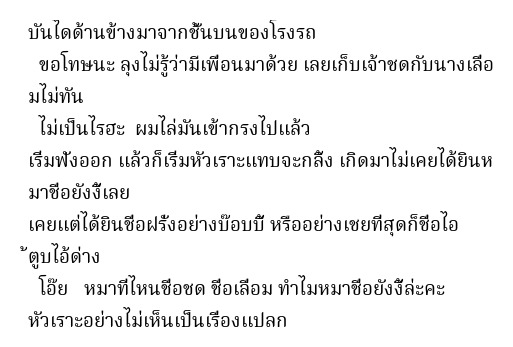 บันไดด้านข้างมาจากชั้นบนของโรงรถ
ขอโทษนะ ลุงไม่รู้ว่ามีเพื่อนมาด้วย เลยเก็บเจ้าชดกับนางเลื่อ
มไม่ทัน
ไม่เป็นไรฮะ ผมไล่มันเข้ากรงไปแล้ว
เริ่มฟังออก แล้วก็เริ่มหัวเราะแทบจะกลิ้ง เกิดมาไม่เคยได้ยินห
มาชื่อยังงี้เลย
เคยแต่ได้ยินชื่อฝรั่งอย่างบ๊อบบี้ หรืออย่างเชยที่สุดก็ชื่อไอ
้ตูบไอ้ด่าง
โอ๊ย หมาที่ไหนชื่อชด ชื่อเลื่อม ทำไมหมาชื่อยังงี้ล่ะคะ
หัวเราะอย่างไม่เห็นเป็นเรื่องแปลก